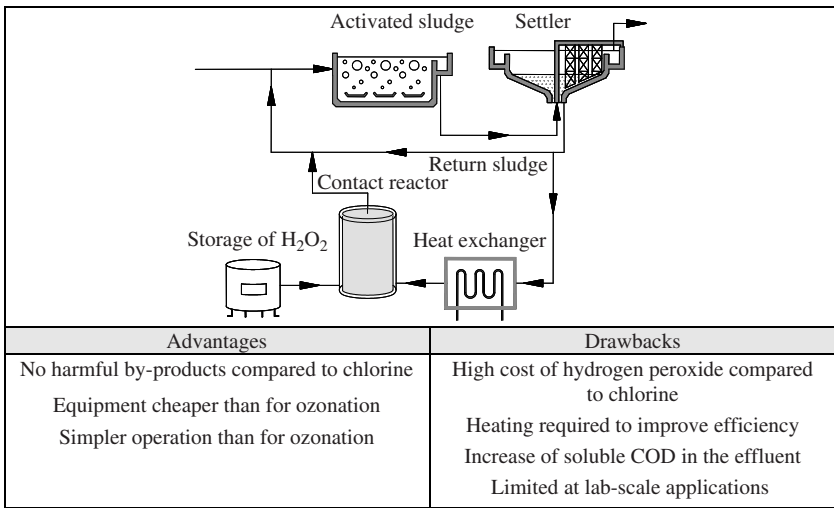 Activated sludge
Settler
Return sludge
Contact reactor
Storage of H₂O₂
Heat exchanger
Advantages
Drawbacks
No harmful by-products compared to chlorine
Equipment cheaper than for ozonation
Simpler operation than for ozonation
High cost of hydrogen peroxide compared
to chlorine
Heating required to improve efficiency
Increase of soluble COD in the effluent
Limited at lab-scale applications